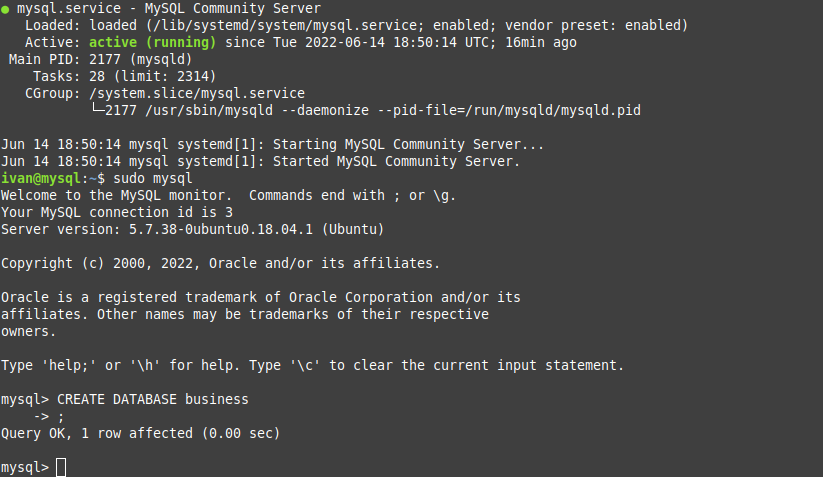 ● mysql.service - MySQL Community Server
   Loaded: loaded (/lib/systemd/system/mysql.service; enabled; vendor preset: enabled)
   Active: active (running) since Tue 2022-06-14 18:50:14 UTC; 16min ago
 Main PID: 2177 (mysqld)
    Tasks: 28 (limit: 2314)
   CGroup: /system.slice/mysql.service
           └─2177 /usr/sbin/mysqld --daemonize --pid-file=/run/mysqld/mysqld.pid

Jun 14 18:50:14 mysql systemd[1]: Starting MySQL Community Server...
Jun 14 18:50:14 mysql systemd[1]: Started MySQL Community Server.
ivan@mysql:~$ sudo mysql
Welcome to the MySQL monitor.  Commands end with ; or \g.
Your MySQL connection id is 3
Server version: 5.7.38-0ubuntu0.18.04.1 (Ubuntu)

Copyright (c) 2000, 2022, Oracle and/or its affiliates.

Oracle is a registered trademark of Oracle Corporation and/or its
affiliates. Other names may be trademarks of their respective
owners.

Type 'help;' or '\h' for help. Type '\c' to clear the current input statement.

mysql> CREATE DATABASE business
    -> ;
Query OK, 1 row affected (0.00 sec)

mysql>